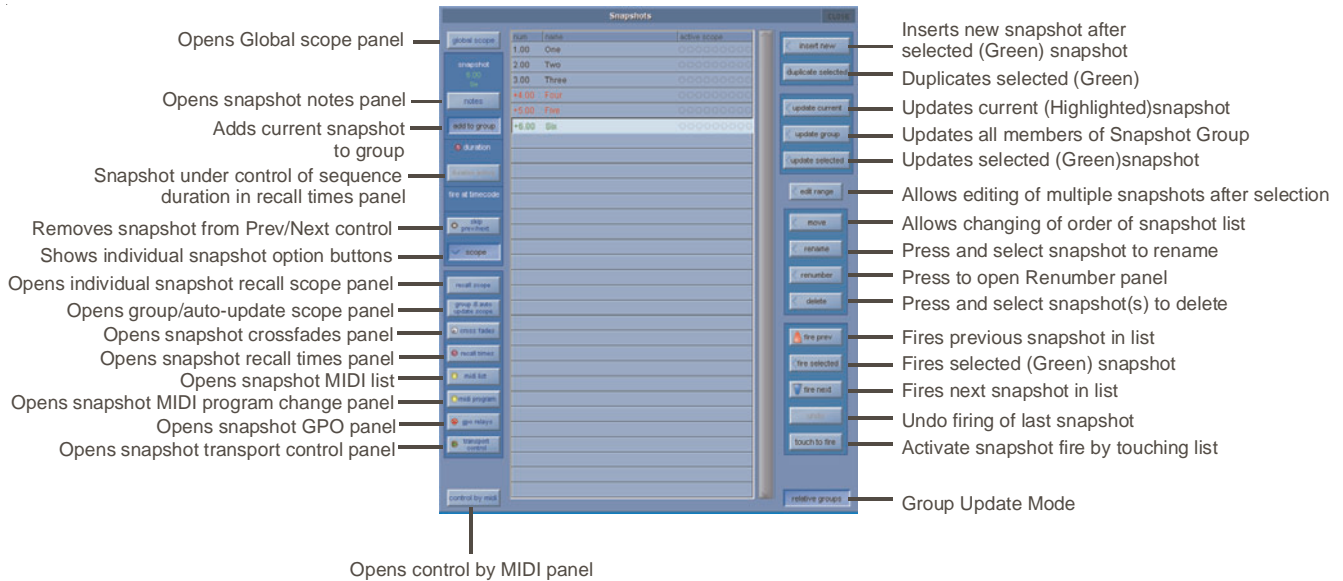 Snapshots
CLOSE
Opens Global scope panel
Opens snapshot notes panel
Adds current snapshot
to group
Snapshot under control of sequence
duration in recall times panel
Removes snapshot from Prev/Next control
Shows individual snapshot option buttons
Opens individual snapshot recall scope panel
Opens group/auto-update scope panel
Opens snapshot crossfades panel
Opens snapshot recall times panel
Opens snapshot MIDI list
Opens snapshot MIDI program change panel
Opens snapshot GPO panel
Opens snapshot transport control panel
global scope
snapshot
6.00
Six
notes
add to group
duration
fire at timecode
skip
prev/next
scope
recall scope
group & auto
update scope
cross fades
recall times
midi list
midi program
gpo relays
transport
control
control by midi
num name active scope
1.00 One
2.00 Two
3.00 Three
+4.00 Four
+5.00 Five
+6.00 Six
insert new
duplicate selected
update current
update group
update selected
edit range
move
rename
renumber
delete
fire prev
fire selected
fire next
undo
touch to fire
relative groups
Inserts new snapshot after
selected (Green) snapshot
Duplicates selected (Green)
Updates current (Highlighted)snapshot
Updates all members of Snapshot Group
Updates selected (Green)snapshot
Allows editing of multiple snapshots after selection
Allows changing of order of snapshot list
Press and select snapshot to rename
Press to open Renumber panel
Press and select snapshot(s) to delete
Fires previous snapshot in list
Fires selected (Green) snapshot
Fires next snapshot in list
Undo firing of last snapshot
Activate snapshot fire by touching list
Group Update Mode
Opens control by MIDI panel